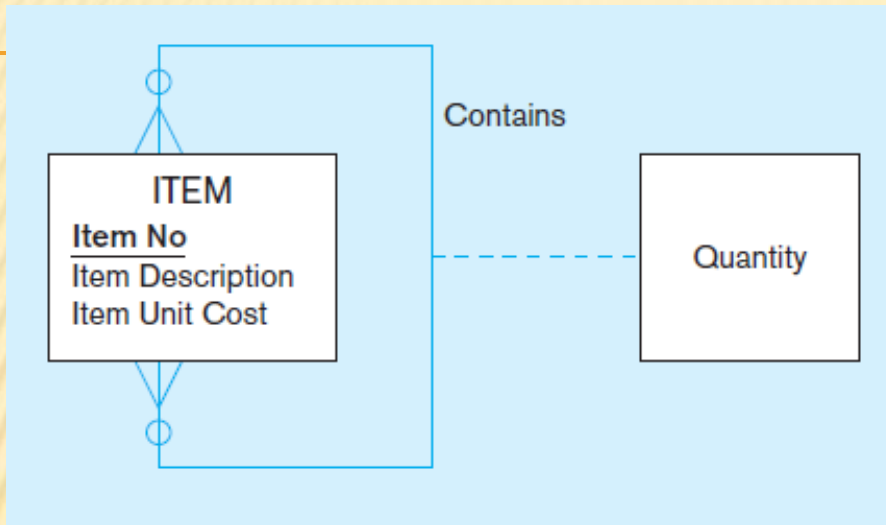 Contains
ITEM
Item No
Item Description
Item Unit Cost
Quantity